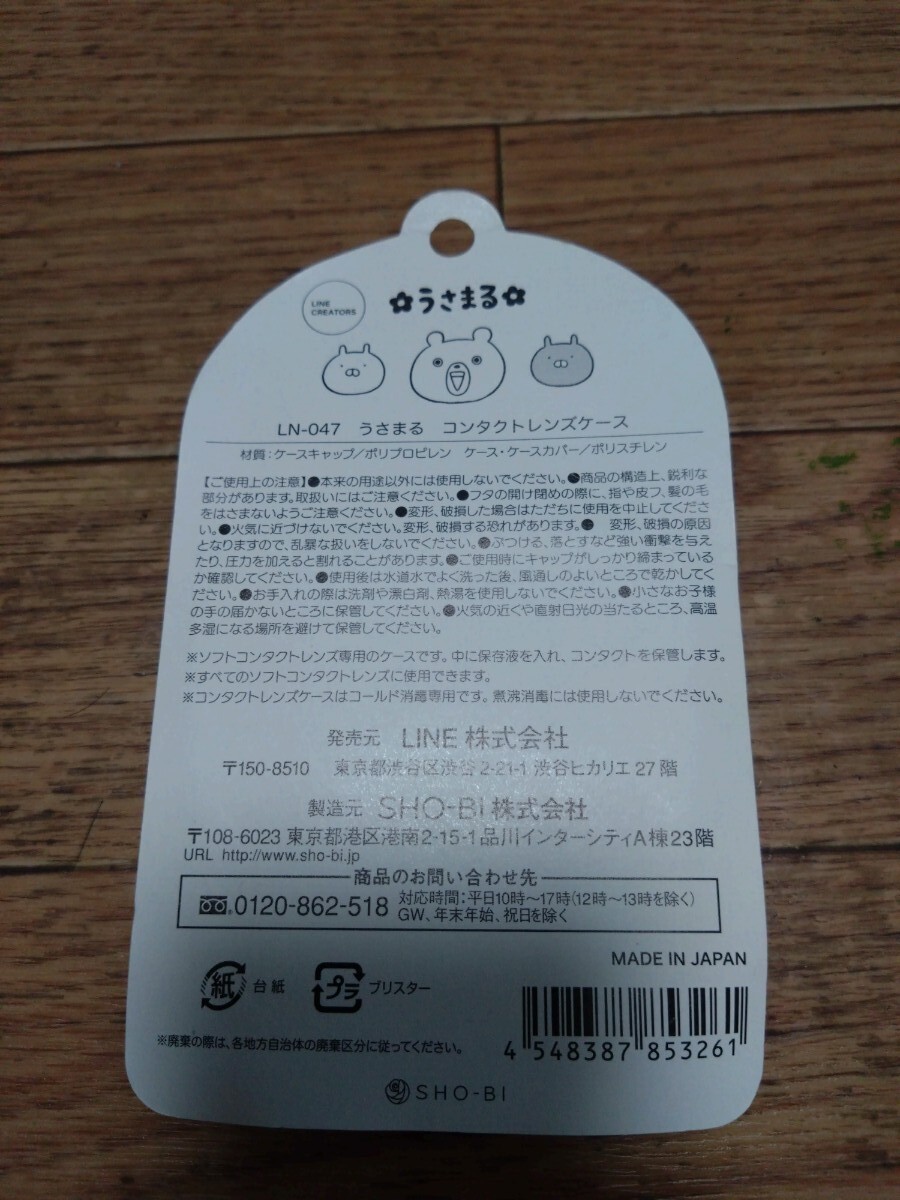 LINE
CREATORS
✿うさまる✿
LN-047 うさまる コンタクトレンズケース
材質:ケースキャップ/ポリプロピレン ケース・ケースカバー/ポリスチレン
【ご使用上の注意】●本来の用途以外には使用しないでください。●商品の構造上、鋭利な
部分があります。取扱いにはご注意ください。●フタの開け閉めの際に、指や皮フ、髪の毛
をはさまないようご注意ください。●変形、破損した場合はただちに使用を中止してくださ
い。●火気に近づけないでください。変形、破損する恐れがあります。● 変形、破損の原因
となりますので、乱暴な扱いをしないでください。●ぶつける、落とすなど強い衝撃を与え
たり、圧力を加えると割れることがあります。●ご使用時にキャップがしっかり締まっている
か確認してください。●使用後は水道水でよく洗った後、風通しのよいところで乾かしてく
ださい。●お手入れの際は洗剤や漂白剤、熱湯を使用しないでください。●小さなお子様
の手の届かないところに保管してください。●火気の近くや直射日光の当たるところ、高温
多湿になる場所を避けて保管してください。
※ソフトコンタクトレンズ専用のケースです。中に保存液を入れ、コンタクトを保管します。
※すべてのソフトコンタクトレンズに使用できます。
※コンタクトレンズケースはコールド消毒専用です。煮沸消毒には使用しないでください。
発売元 LINE 株式会社
〒150-8510 東京都渋谷区渋谷2-21-1 渋谷ヒカリエ27階
製造元 SHO-BI株式会社
〒108-6023 東京都港区港南2-15-1品川インターシティA棟23階
URL http://www.sho-bi.jp
商品のお問い合わせ先
0120-862-518 対応時間:平日10時~17時(12時~13時を除く)
GW、年末年始、祝日を除く
MADE IN JAPAN
紙 台紙 プラ ブリスター
※廃棄の際は、各地方自治体の廃棄区分に従ってください。
4 548387 853261
SHO-BI